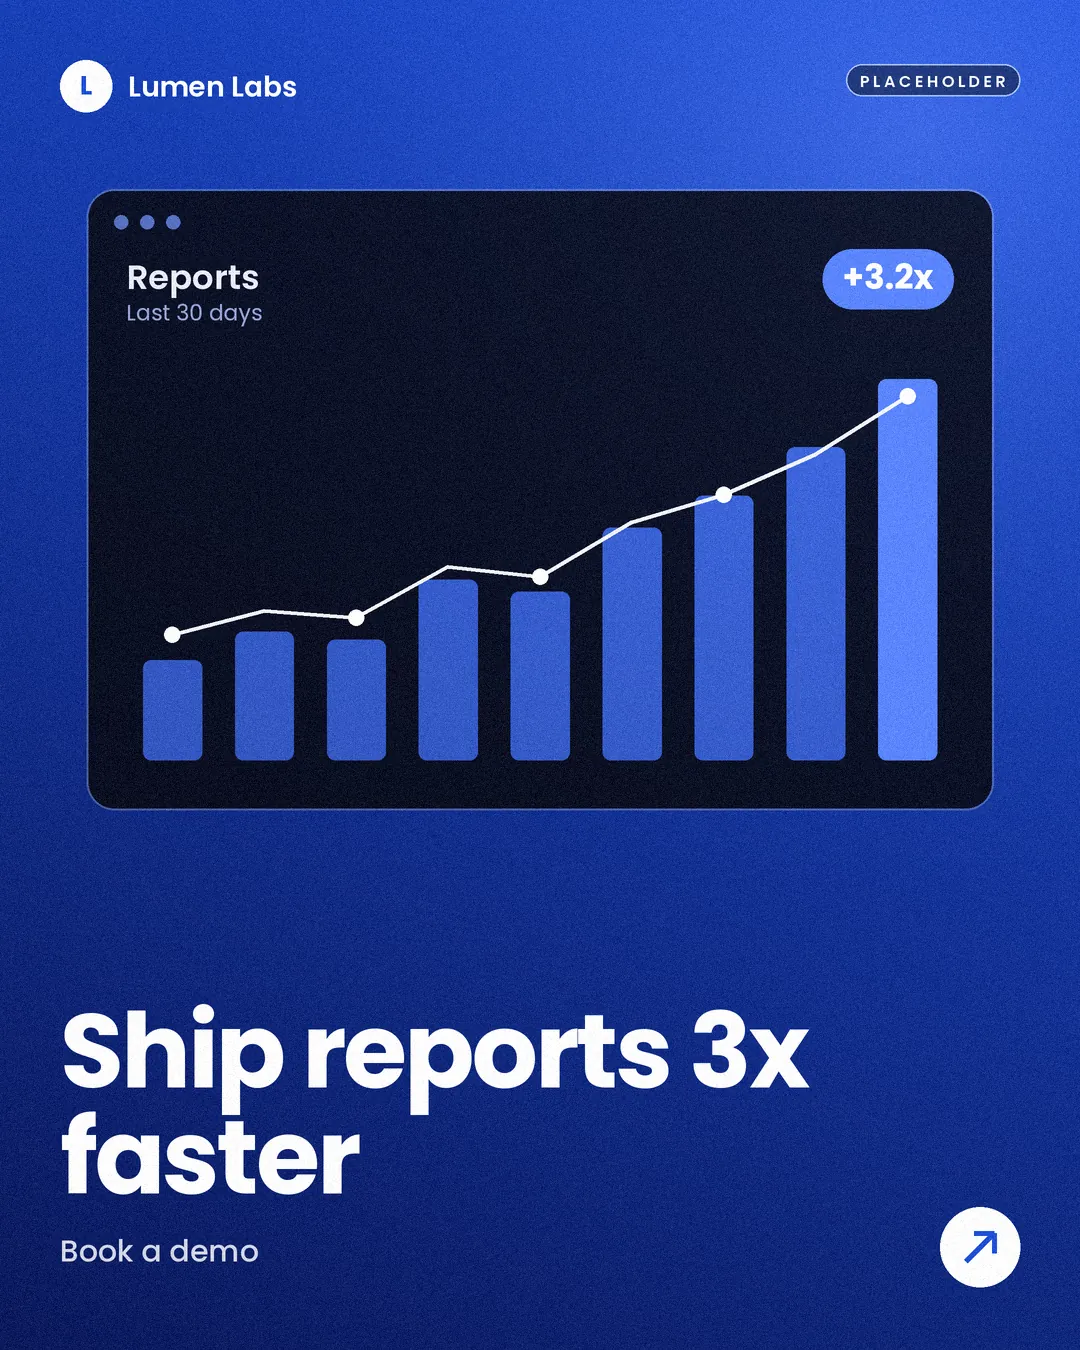 L Lumen Labs
PLACEHOLDER
Reports
Last 30 days
+3.2x
Ship reports 3x
faster
Book a demo